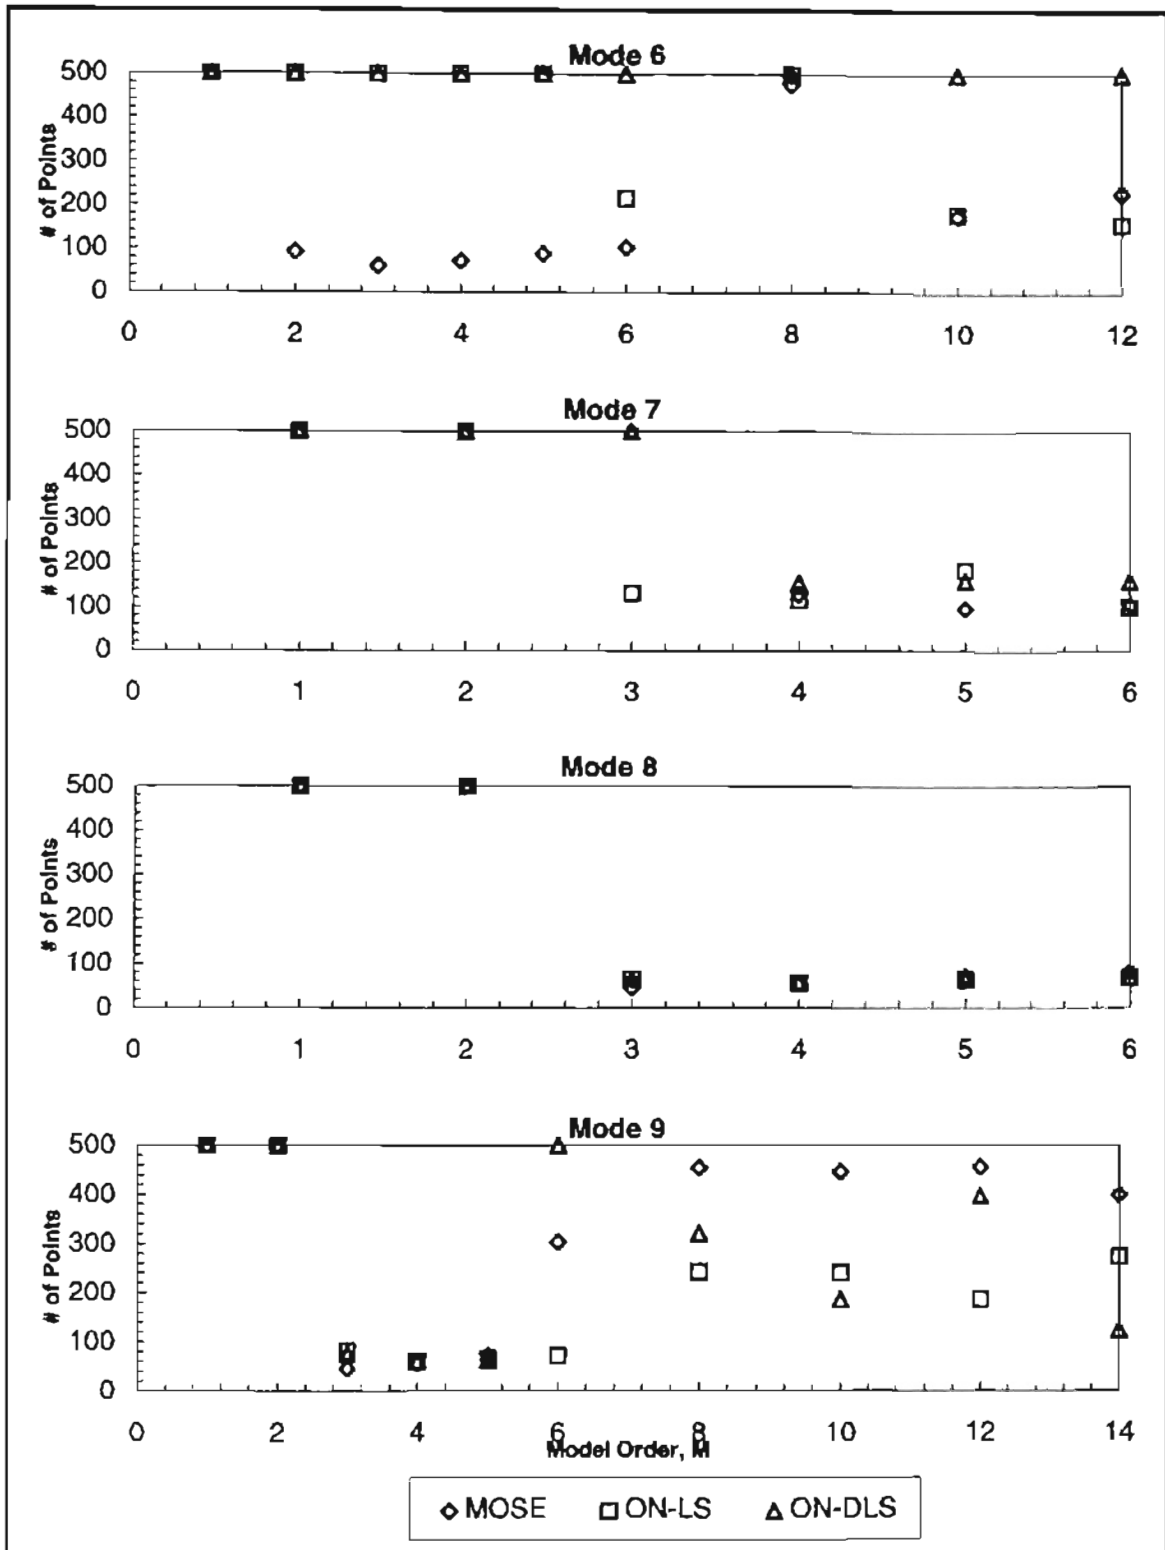 Mode 6
# of Points
500
400
300
200
100
0
0 2 4 6 8 10 12
Mode 7
# of Points
500
400
300
200
100
0
0 1 2 3 4 5 6
Mode 8
# of Points
500
400
300
200
100
0
0 1 2 3 4 5 6
Mode 9
# of Points
500
400
300
200
100
0
0 2 4 6 8 10 12 14
Model Order, M
MOSE ON-LS ON-DLS